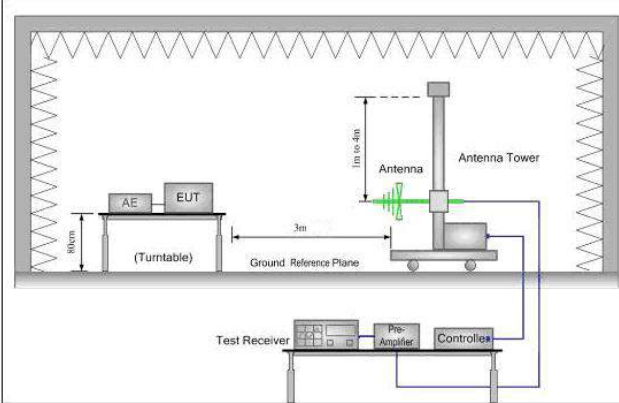 1m to 4m
Antenna
Antenna Tower
AE
EUT
80cm
(Turntable)
3m
Ground Reference Plane
Test Receiver
Pre-
Amplifier
Controller